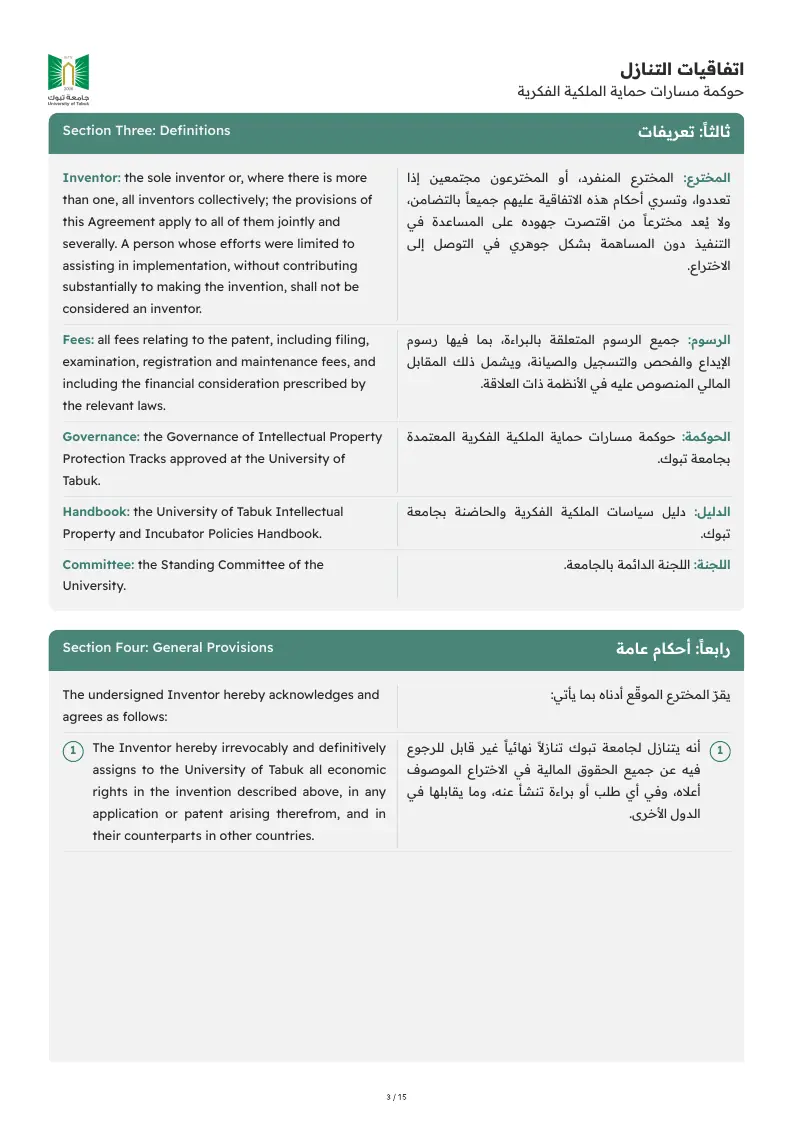 اتفاقيات التنازل
حوكمة مسارات حماية الملكية الفكرية
جامعة تبوك
University of Tabuk
Section Three: Definitions
ثالثاً: تعريفات
Inventor: the sole inventor or, where there is more
than one, all inventors collectively; the provisions of
this Agreement apply to all of them jointly and
severally. A person whose efforts were limited to
assisting in implementation, without contributing
substantially to making the invention, shall not be
considered an inventor.
المخترع: المخترع المنفرد، أو المخترعون مجتمعين إذا
تعددوا، وتسري أحكام هذه الاتفاقية عليهم جميعاً بالتضامن،
ولا يُعد مخترعاً من اقتصرت جهوده على المساعدة في
التنفيذ دون المساهمة بشكل جوهري في التوصل إلى
الاختراع.
Fees: all fees relating to the patent, including filing,
examination, registration and maintenance fees, and
including the financial consideration prescribed by
the relevant laws.
الرسوم: جميع الرسوم المتعلقة بالبراءة، بما فيها رسوم
الإيداع والفحص والتسجيل والصيانة، ويشمل ذلك المقابل
المالي المنصوص عليه في الأنظمة ذات العلاقة.
Governance: the Governance of Intellectual Property
Protection Tracks approved at the University of
Tabuk.
الحوكمة: حوكمة مسارات حماية الملكية الفكرية المعتمدة
بجامعة تبوك.
Handbook: the University of Tabuk Intellectual
Property and Incubator Policies Handbook.
الدليل: دليل سياسات الملكية الفكرية والحاضنة بجامعة
تبوك.
Committee: the Standing Committee of the
University.
اللجنة: اللجنة الدائمة بالجامعة.
Section Four: General Provisions
رابعاً: أحكام عامة
The undersigned Inventor hereby acknowledges and
agrees as follows:
يقرّ المخترع الموقّع أدناه بما يأتي:
1 The Inventor hereby irrevocably and definitively
assigns to the University of Tabuk all economic
rights in the invention described above, in any
application or patent arising therefrom, and in
their counterparts in other countries.
1 أنه يتنازل لجامعة تبوك تنازلاً نهائياً غير قابل للرجوع
فيه عن جميع الحقوق المالية في الاختراع الموصوف
أعلاه، وفي أي طلب أو براءة تنشأ عنه، وما يقابلها في
الدول الأخرى.
3 / 15